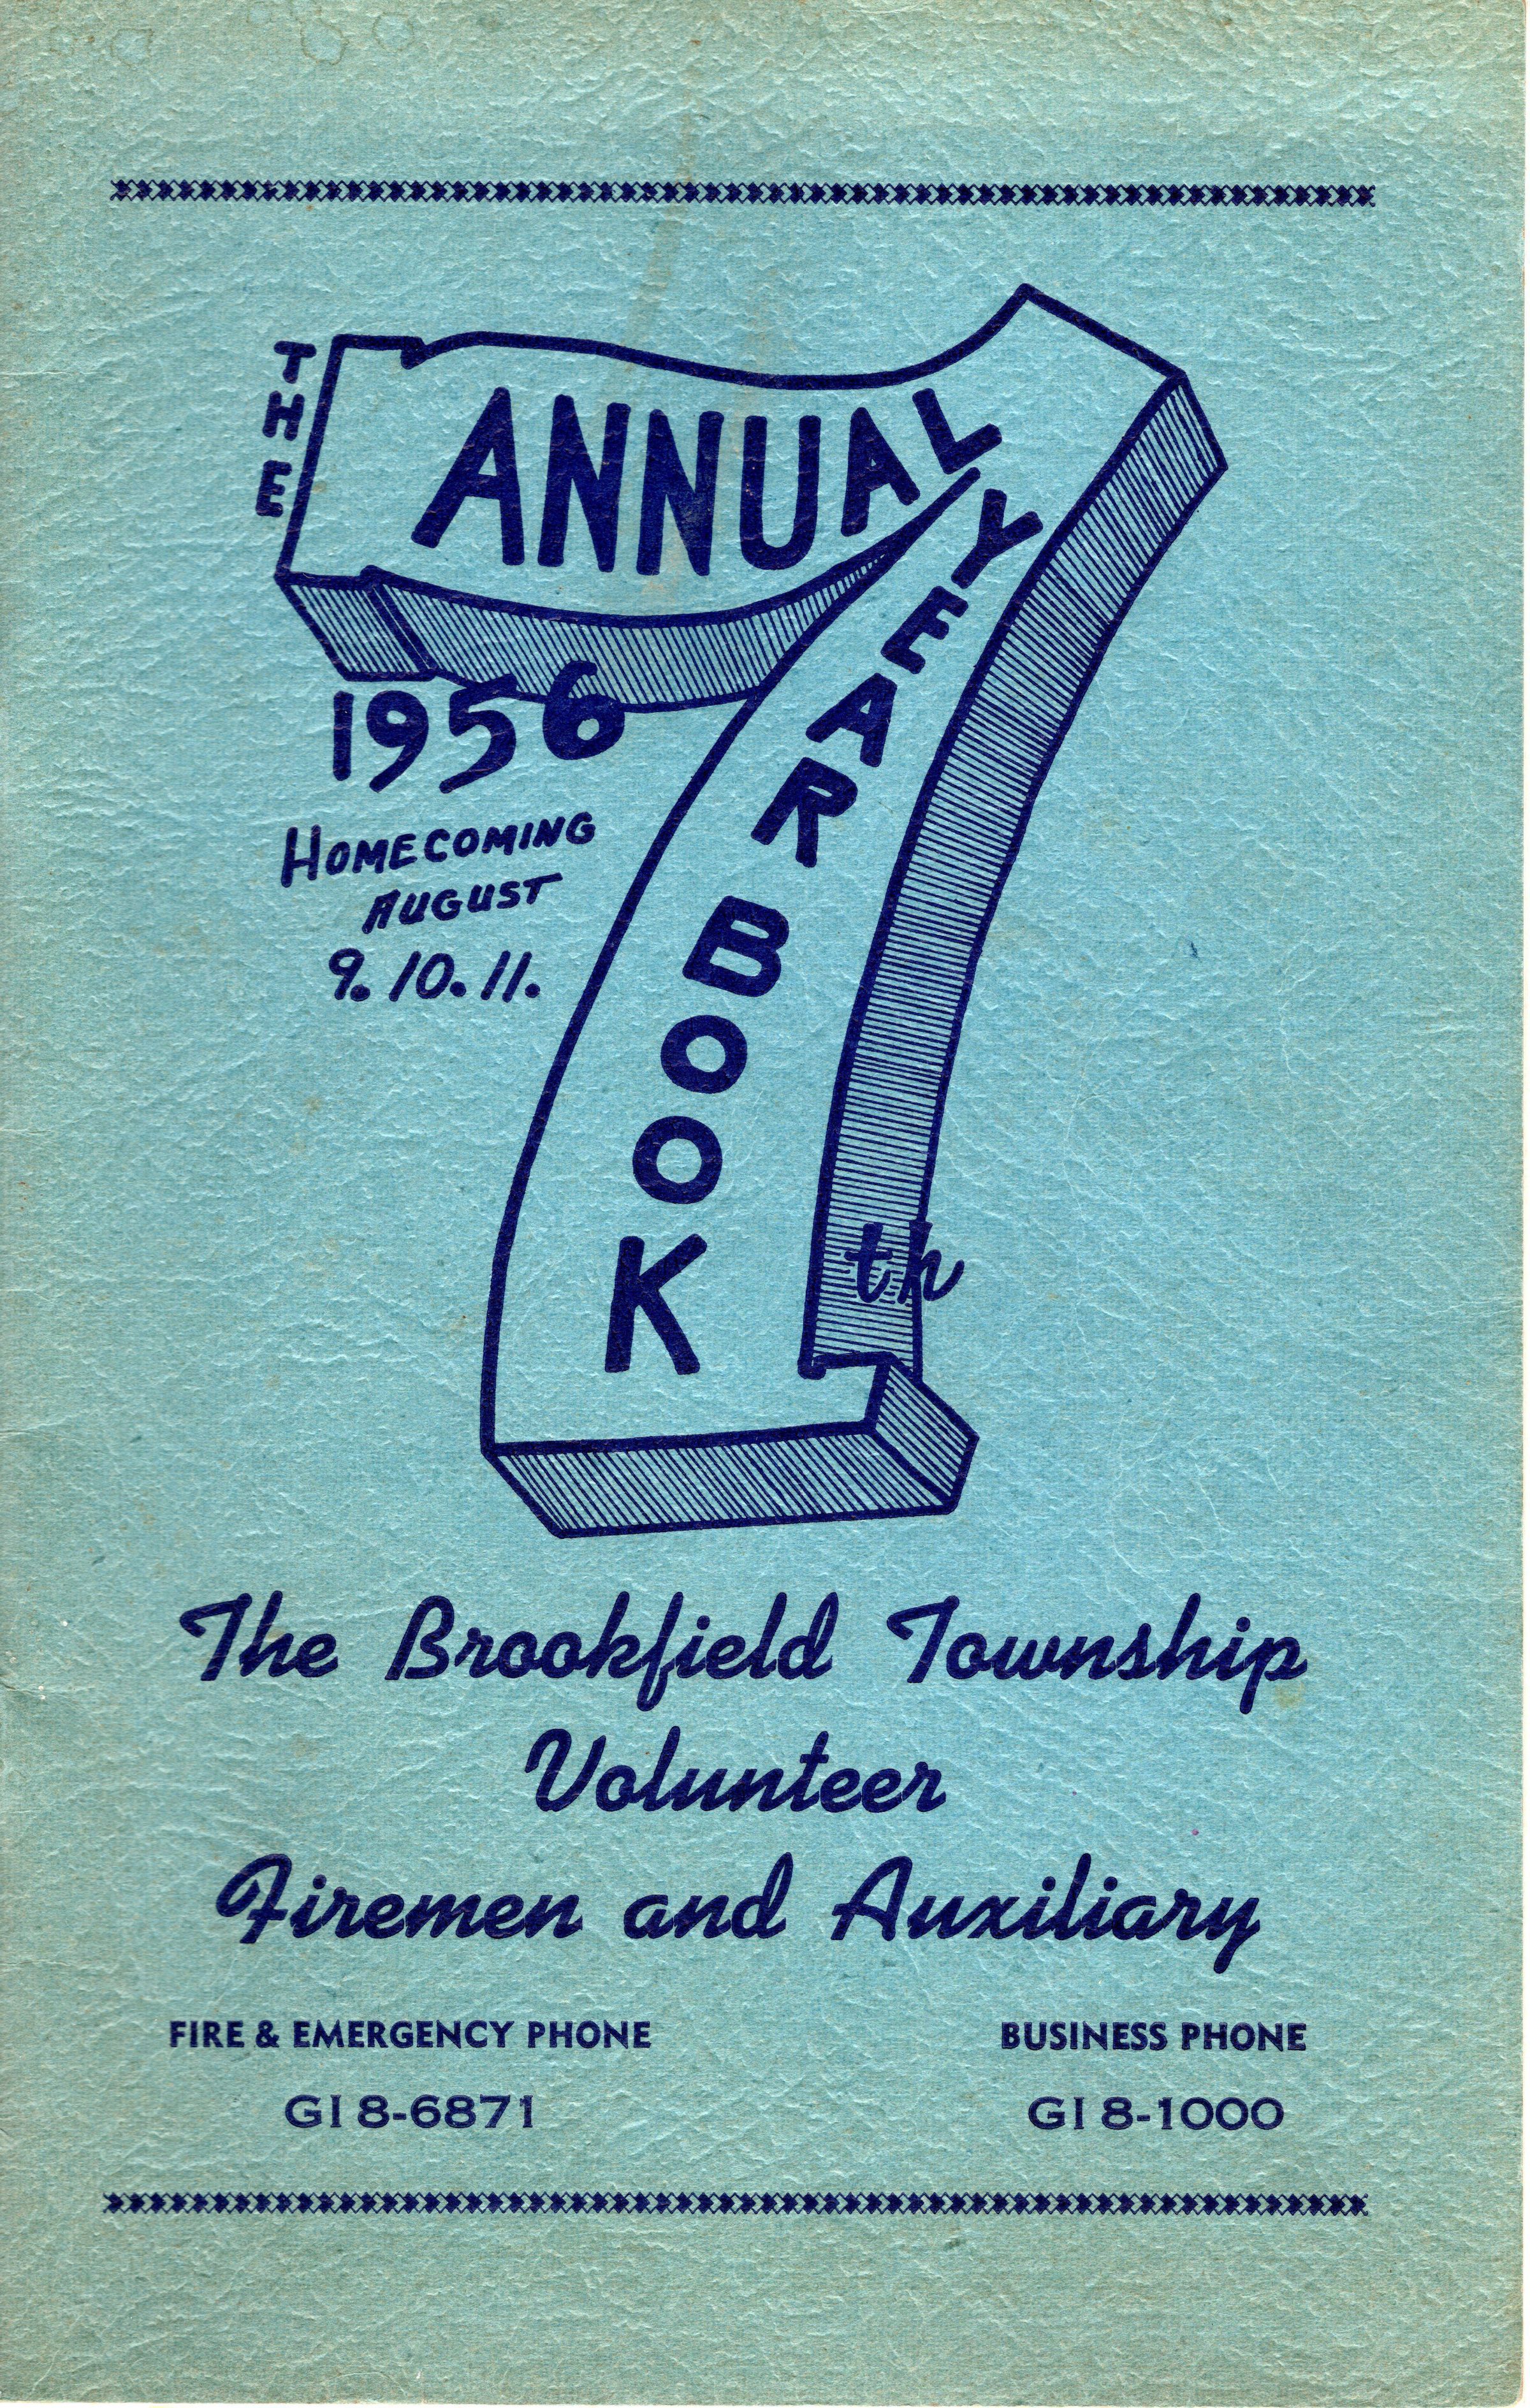 THE
7th
ANNUAL
YEAR BOOK
1956
HOMECOMING
AUGUST
9. 10. 11.
The Brookfield Township
Volunteer
Firemen and Auxiliary
FIRE & EMERGENCY PHONE
GI 8-6871
BUSINESS PHONE
GI 8-1000